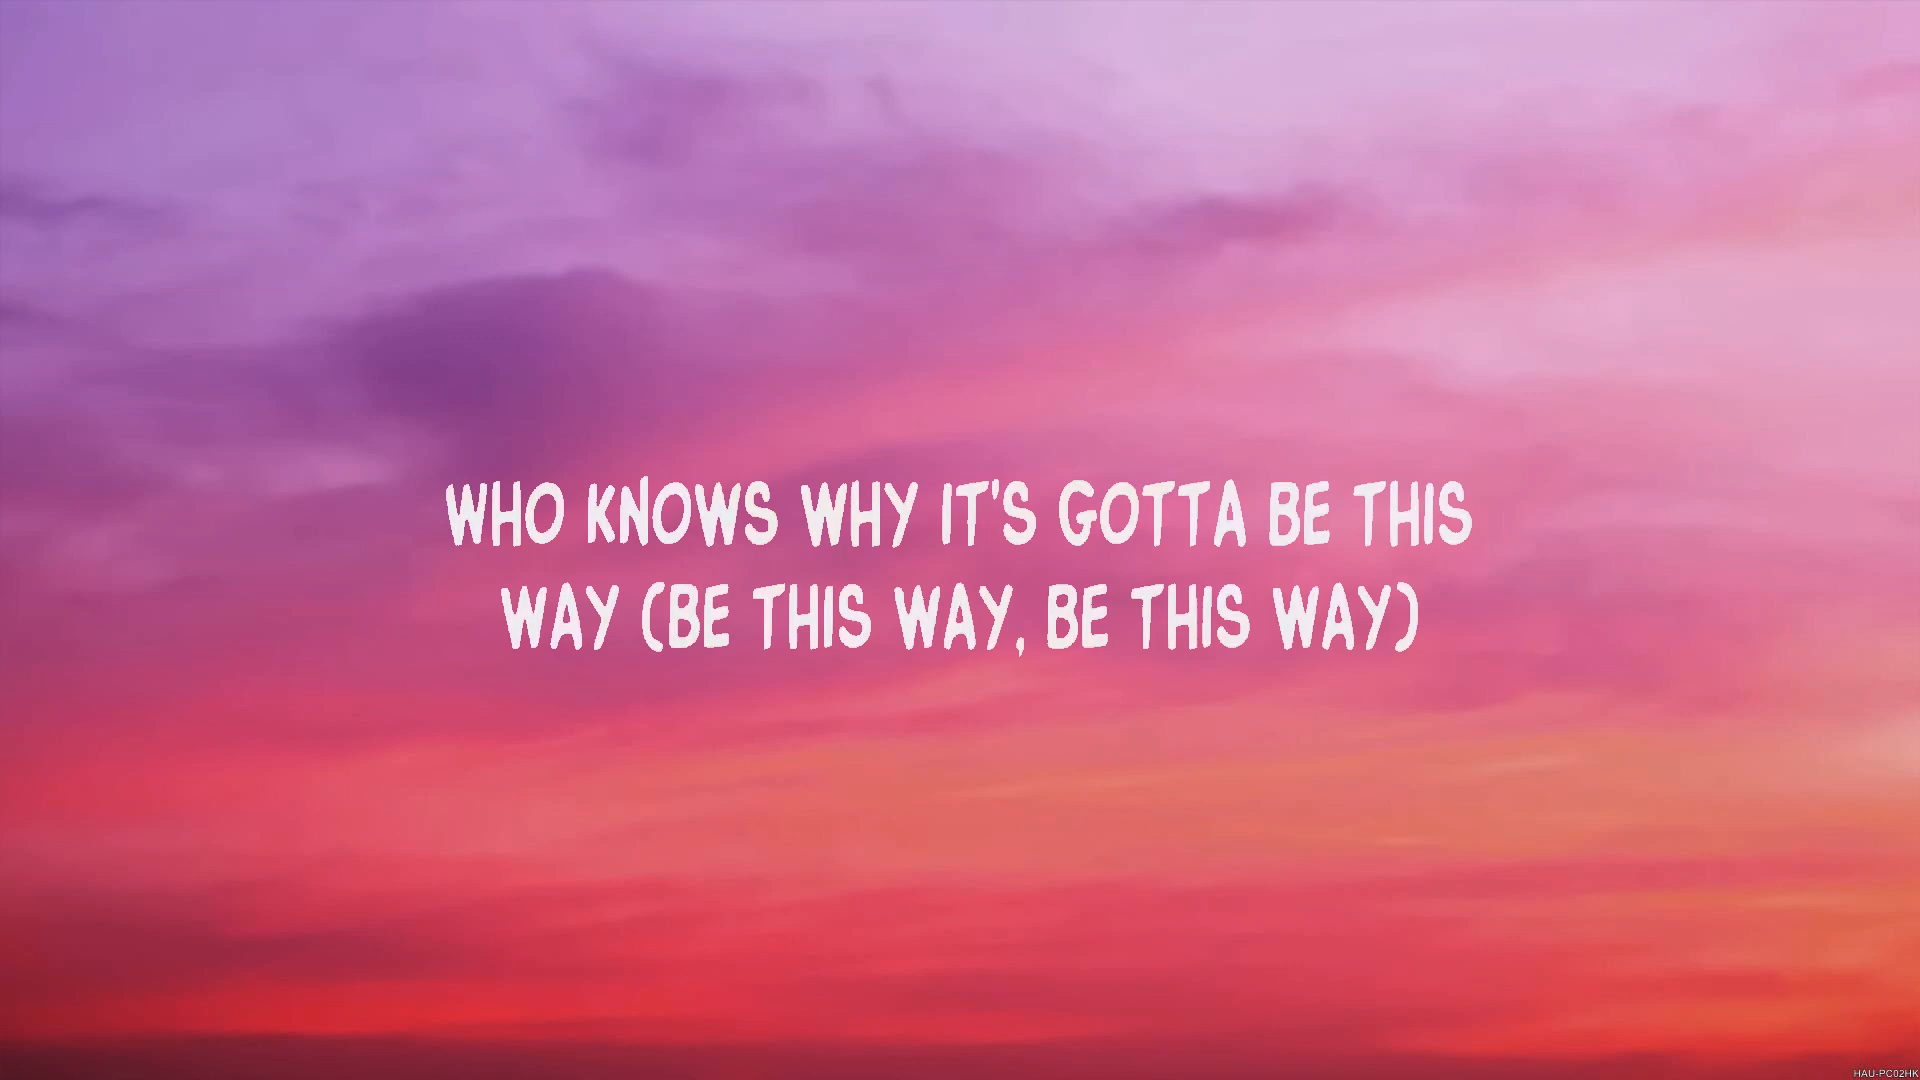 WHO KNOWS WHY IT'S GOTTA BE THIS
WAY (BE THIS WAY, BE THIS WAY)
HAU-PC02HK